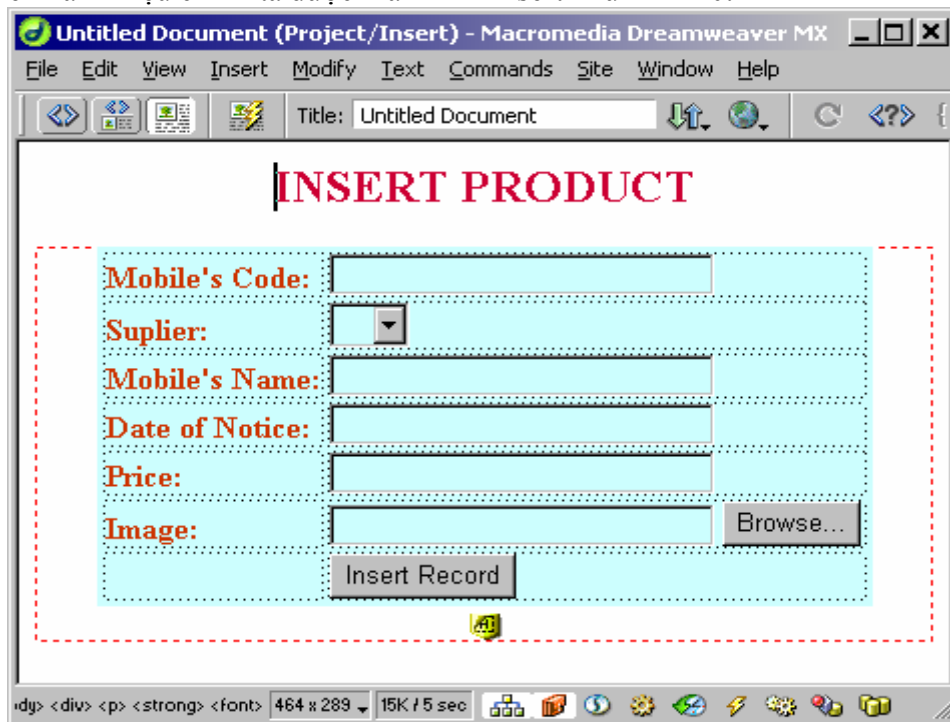 Untitled Document (Project/Insert) - Macromedia Dreamweaver MX
File Edit View Insert Modify Text Commands Site Window Help
Title: Untitled Document
INSERT PRODUCT
Mobile's Code:
Suplier:
Mobile's Name:
Date of Notice:
Price:
Image: Browse...
Insert Record
<div> <p> <strong> <font> 464 x 289 15K / 5 sec